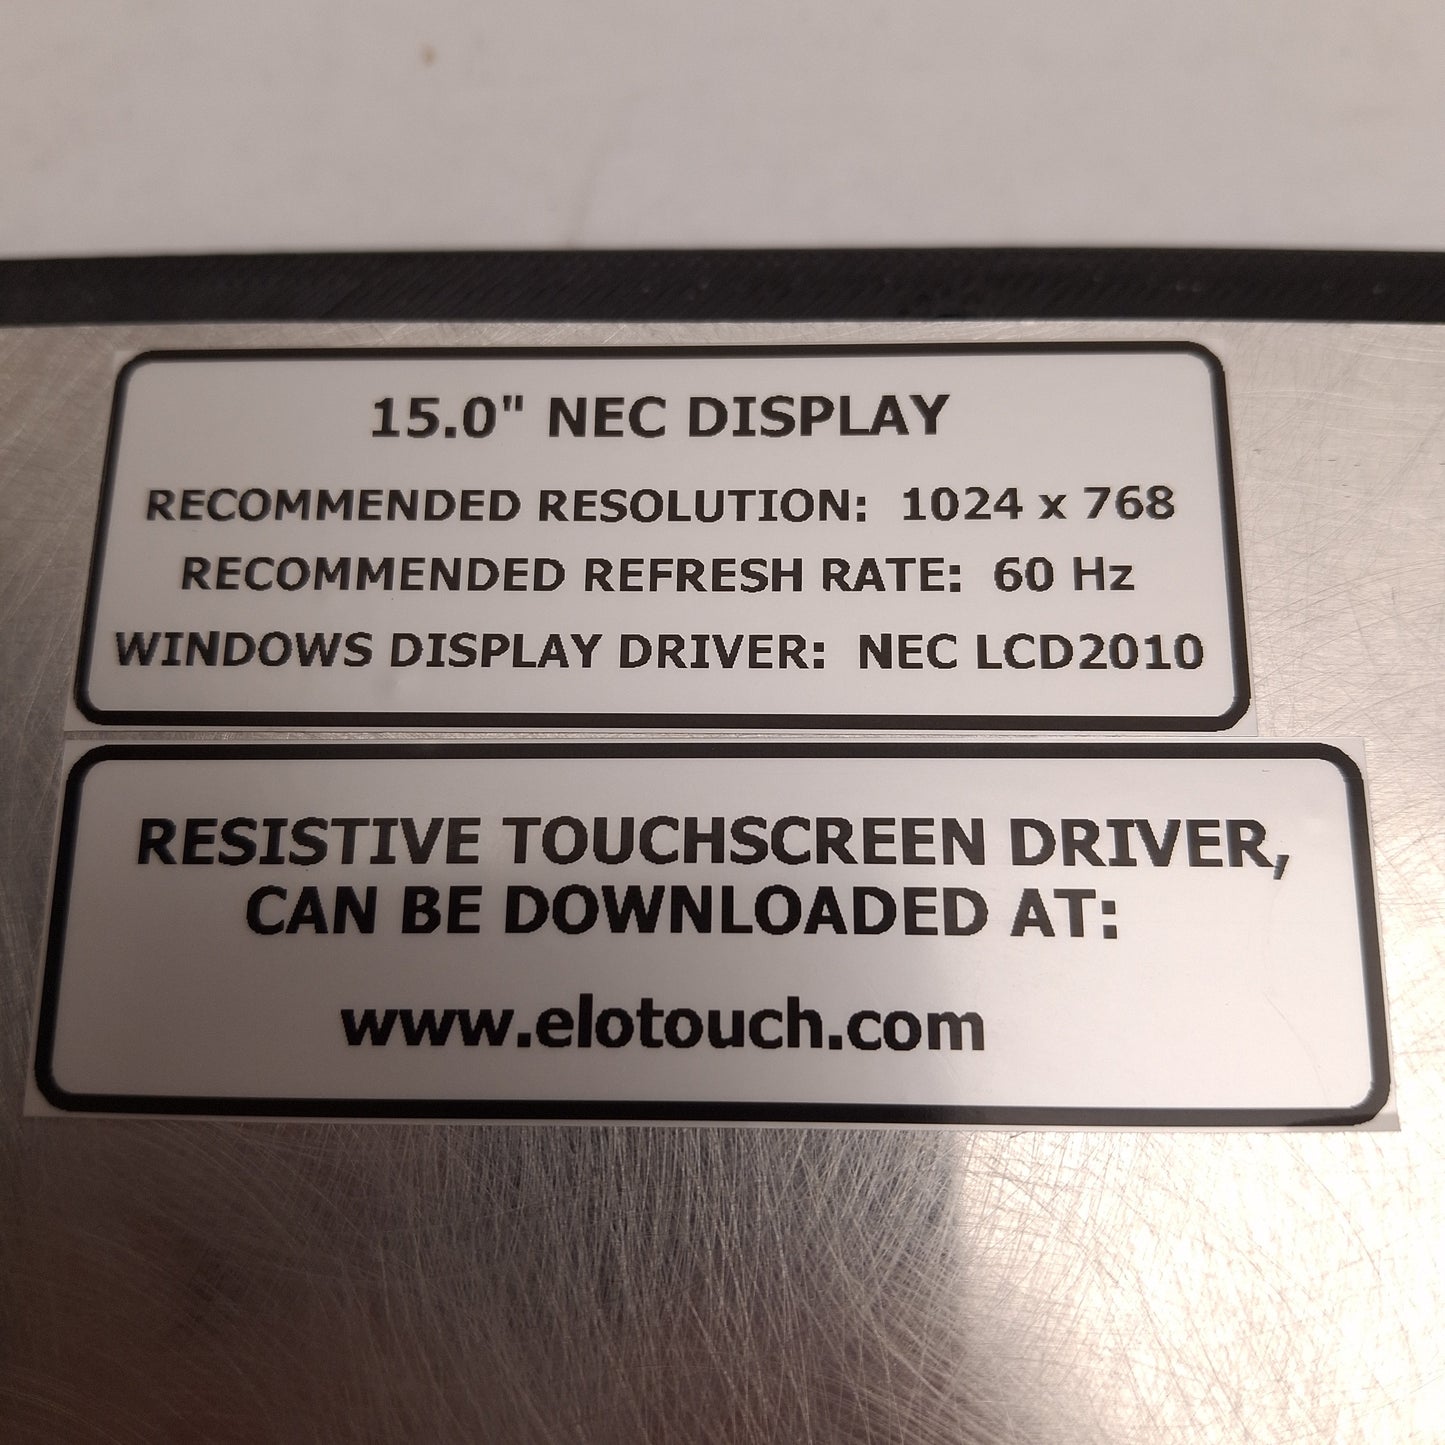 15.0" NEC DISPLAY
RECOMMENDED RESOLUTION: 1024 x 768
RECOMMENDED REFRESH RATE: 60 Hz
WINDOWS DISPLAY DRIVER: NEC LCD2010
RESISTIVE TOUCHSCREEN DRIVER,
CAN BE DOWNLOADED AT:
www.elotouch.com